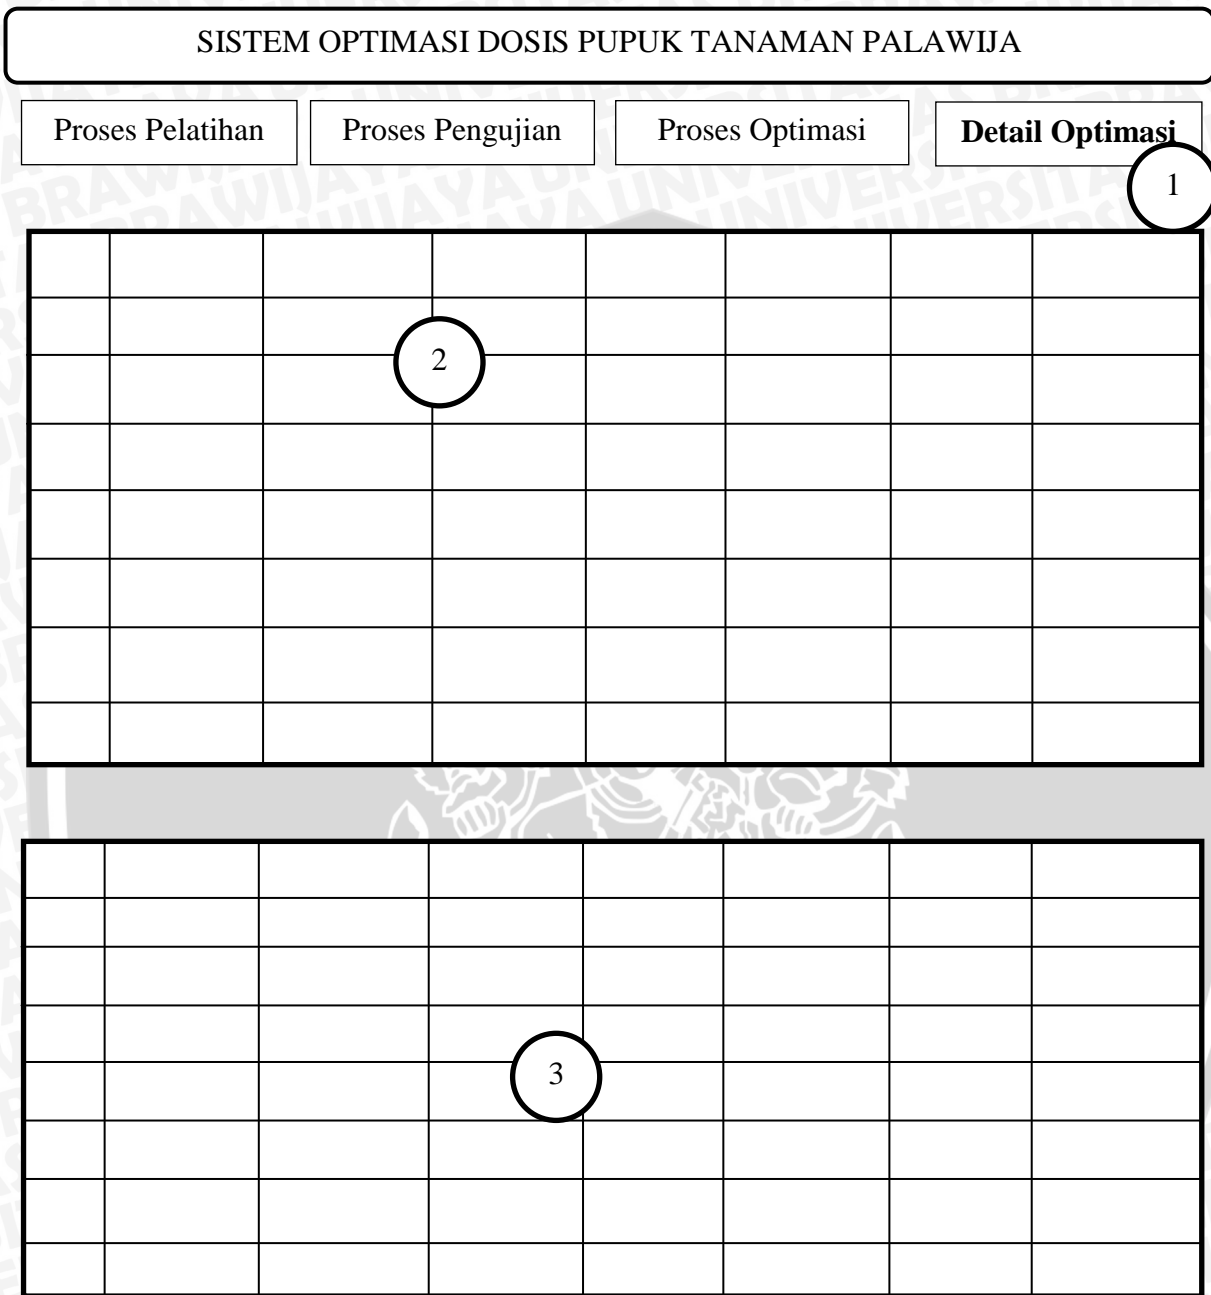 SISTEM OPTIMASI DOSIS PUPUK TANAMAN PALAWIJA
Proses Pelatihan
Proses Pengujian
Proses Optimasi
Detail Optimasi
1
2
3